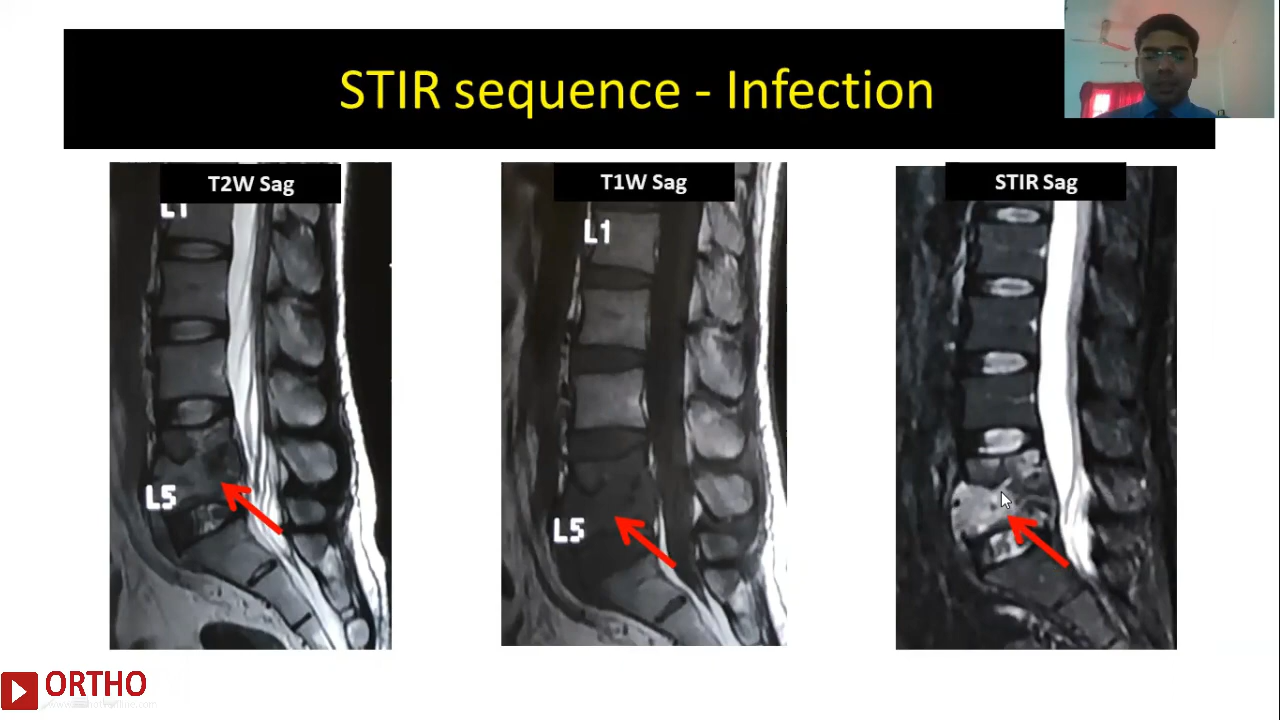 STIR sequence - Infection
T2W Sag
T1W Sag
STIR Sag
L1
L1
L5
L5
ORTHO